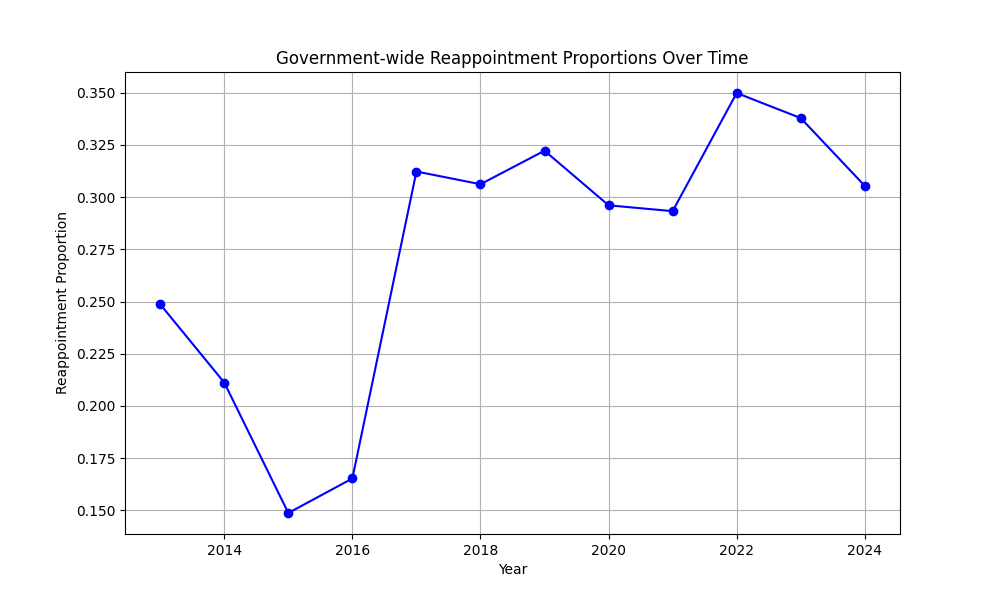 Government-wide Reappointment Proportions Over Time
0.350
0.325
0.300
0.275
0.250
0.225
0.200
0.175
0.150
Reappointment Proportion
2014 2016 2018 2020 2022 2024
Year